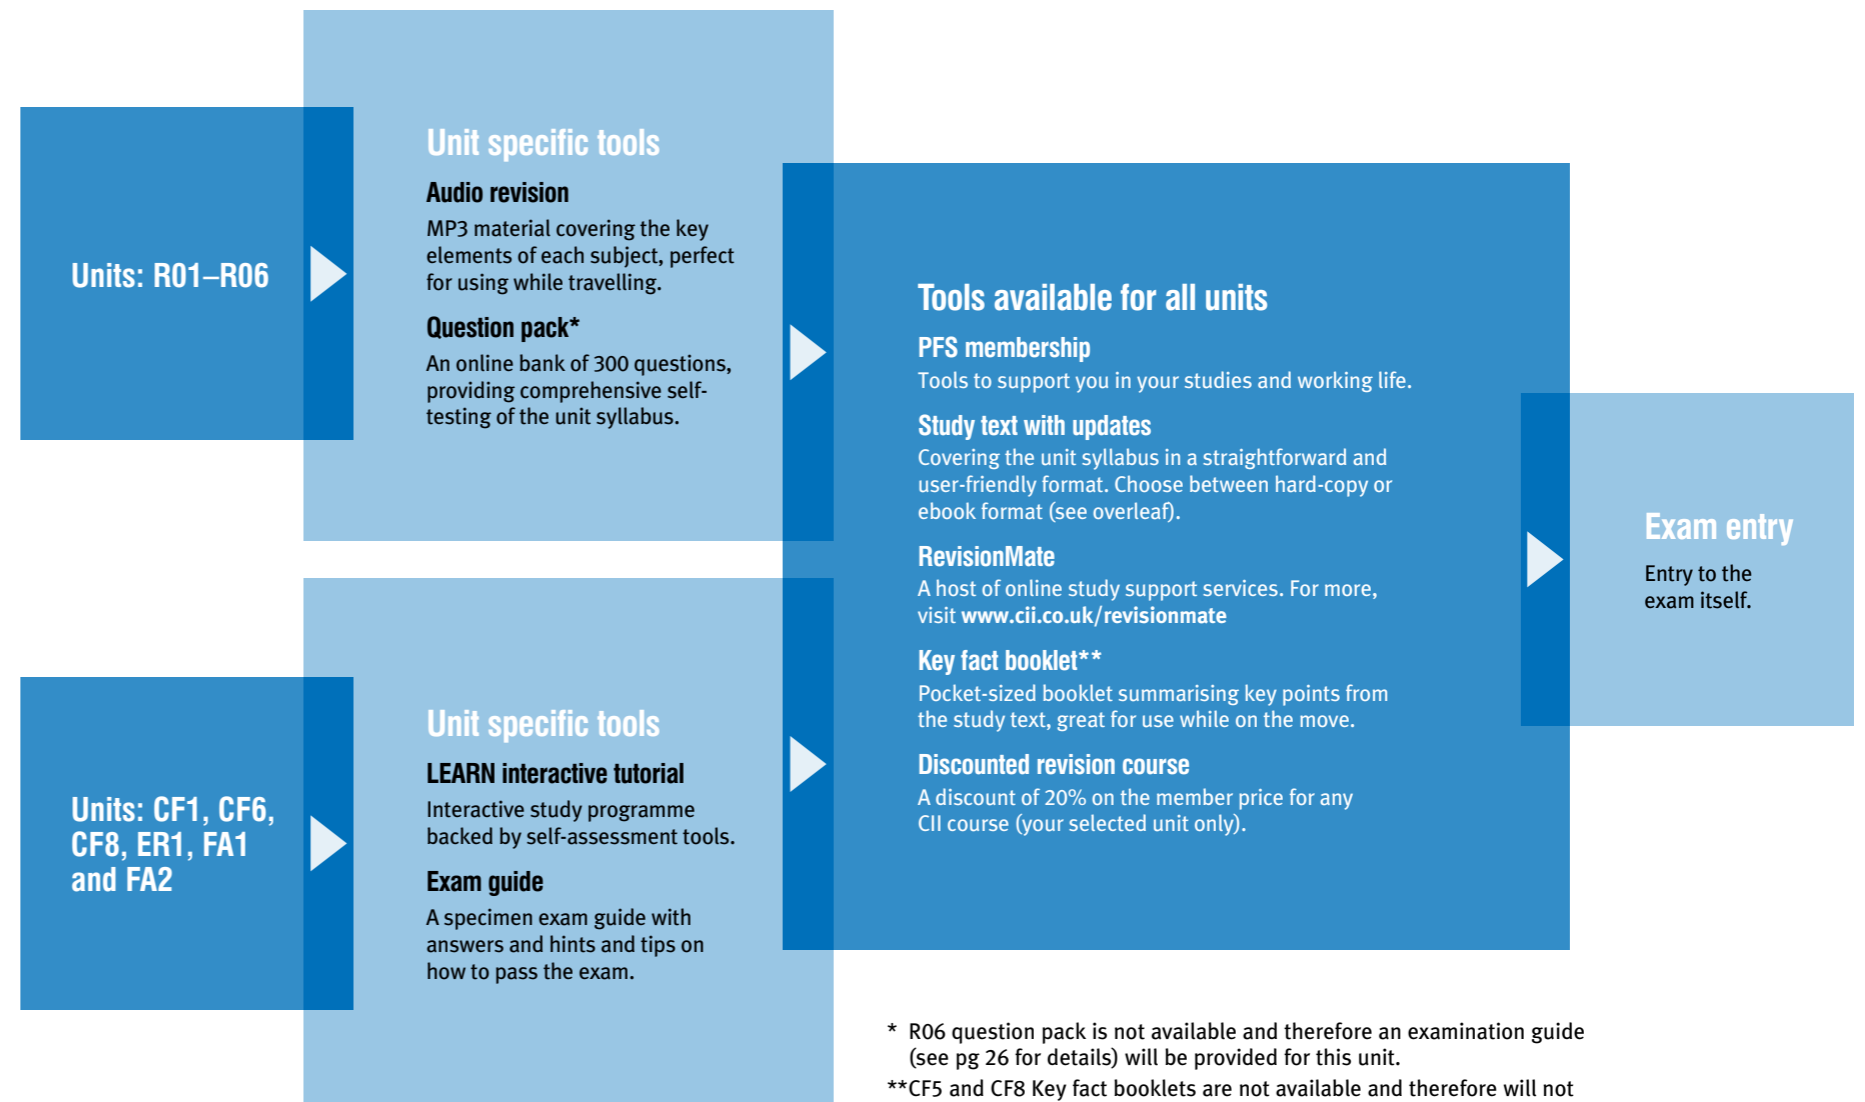 Units: R01–R06
Unit specific tools
Audio revision
MP3 material covering the key
elements of each subject, perfect
for using while travelling.
Question pack*
An online bank of 300 questions,
providing comprehensive self-
testing of the unit syllabus.
Units: CF1, CF6,
CF8, ER1, FA1
and FA2
Unit specific tools
LEARN interactive tutorial
Interactive study programme
backed by self-assessment tools.
Exam guide
A specimen exam guide with
answers and hints and tips on
how to pass the exam.
Tools available for all units
PFS membership
Tools to support you in your studies and working life.
Study text with updates
Covering the unit syllabus in a straightforward and
user-friendly format. Choose between hard-copy or
ebook format (see overleaf).
RevisionMate
A host of online study support services. For more,
visit www.cii.co.uk/revisionmate
Key fact booklet**
Pocket-sized booklet summarising key points from
the study text, great for use while on the move.
Discounted revision course
A discount of 20% on the member price for any
CII course (your selected unit only).
Exam entry
Entry to the
exam itself.
* R06 question pack is not available and therefore an examination guide
(see pg 26 for details) will be provided for this unit.
**CF5 and CF8 Key fact booklets are not available and therefore will not